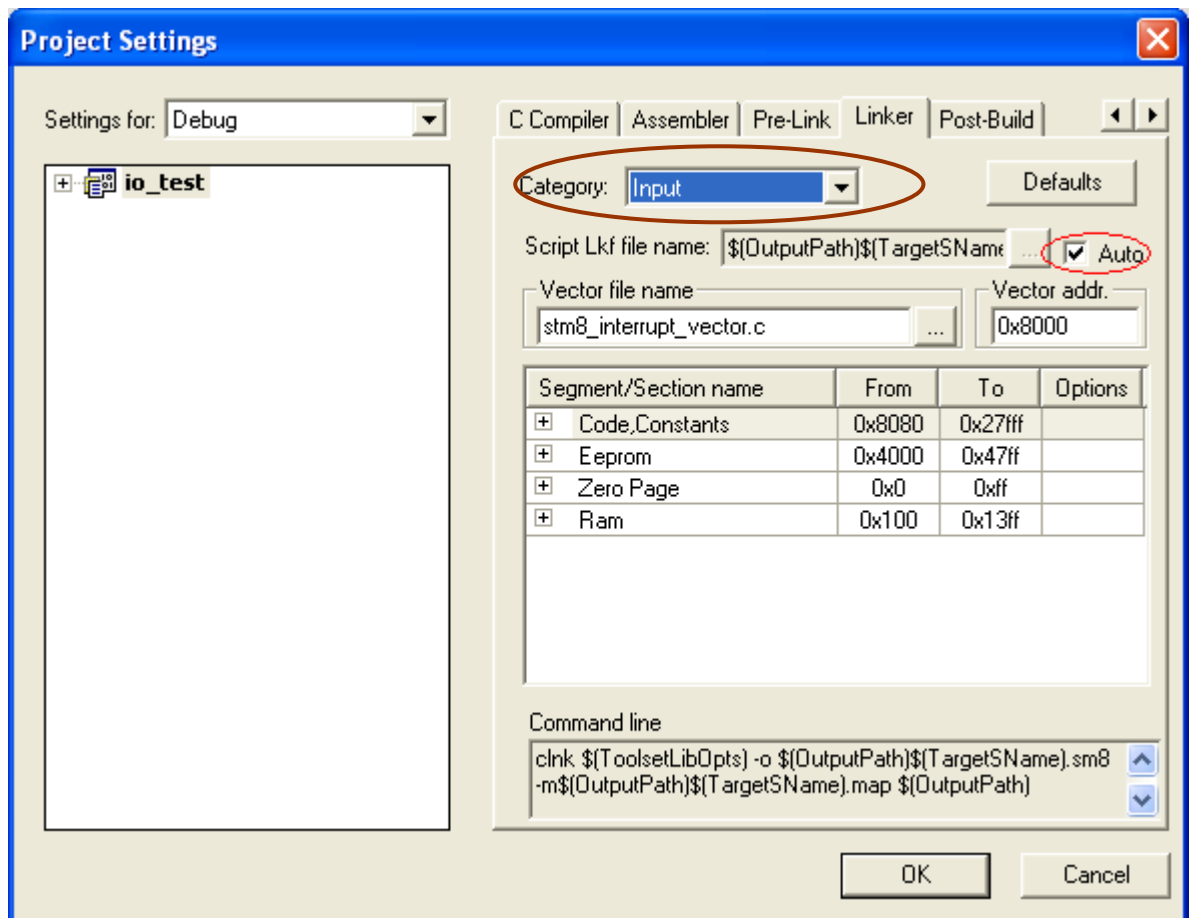 Project Settings
Settings for: Debug
io_test
C Compiler Assembler Pre-Link Linker Post-Build
Category: Input Defaults
Script Lkf file name: $(OutputPath)$(TargetSName ... Auto
Vector file name Vector addr.
stm8_interrupt_vector.c ... 0x8000
Segment/Section name From To Options
Code,Constants 0x8080 0x27fff
Eeprom 0x4000 0x47ff
Zero Page 0x0 0xff
Ram 0x100 0x13ff
Command line
clnk $(ToolsetLibOpts) -o $(OutputPath)$(TargetSName).sm8
-m$(OutputPath)$(TargetSName).map $(OutputPath)
OK Cancel